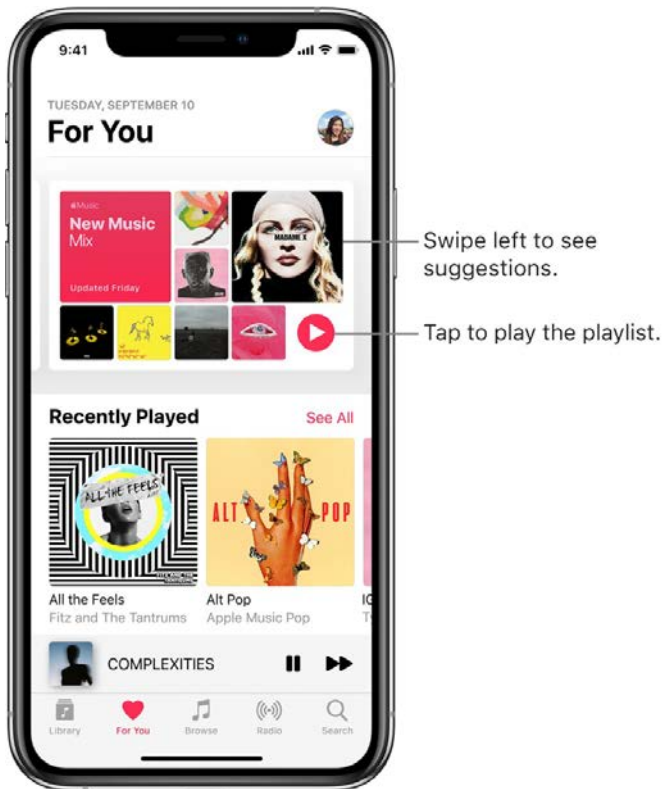 9:41
TUESDAY, SEPTEMBER 10
For You
Music
New Music
Mix
Updated Friday
MADAME X
Swipe left to see
suggestions.
Tap to play the playlist.
Recently Played
See All
ALL THE FEELS
ALT POP
All the Feels
Alt Pop
Fitz and The Tantrums
Apple Music Pop
COMPLEXITIES
Library
For You
Browse
Radio
Search